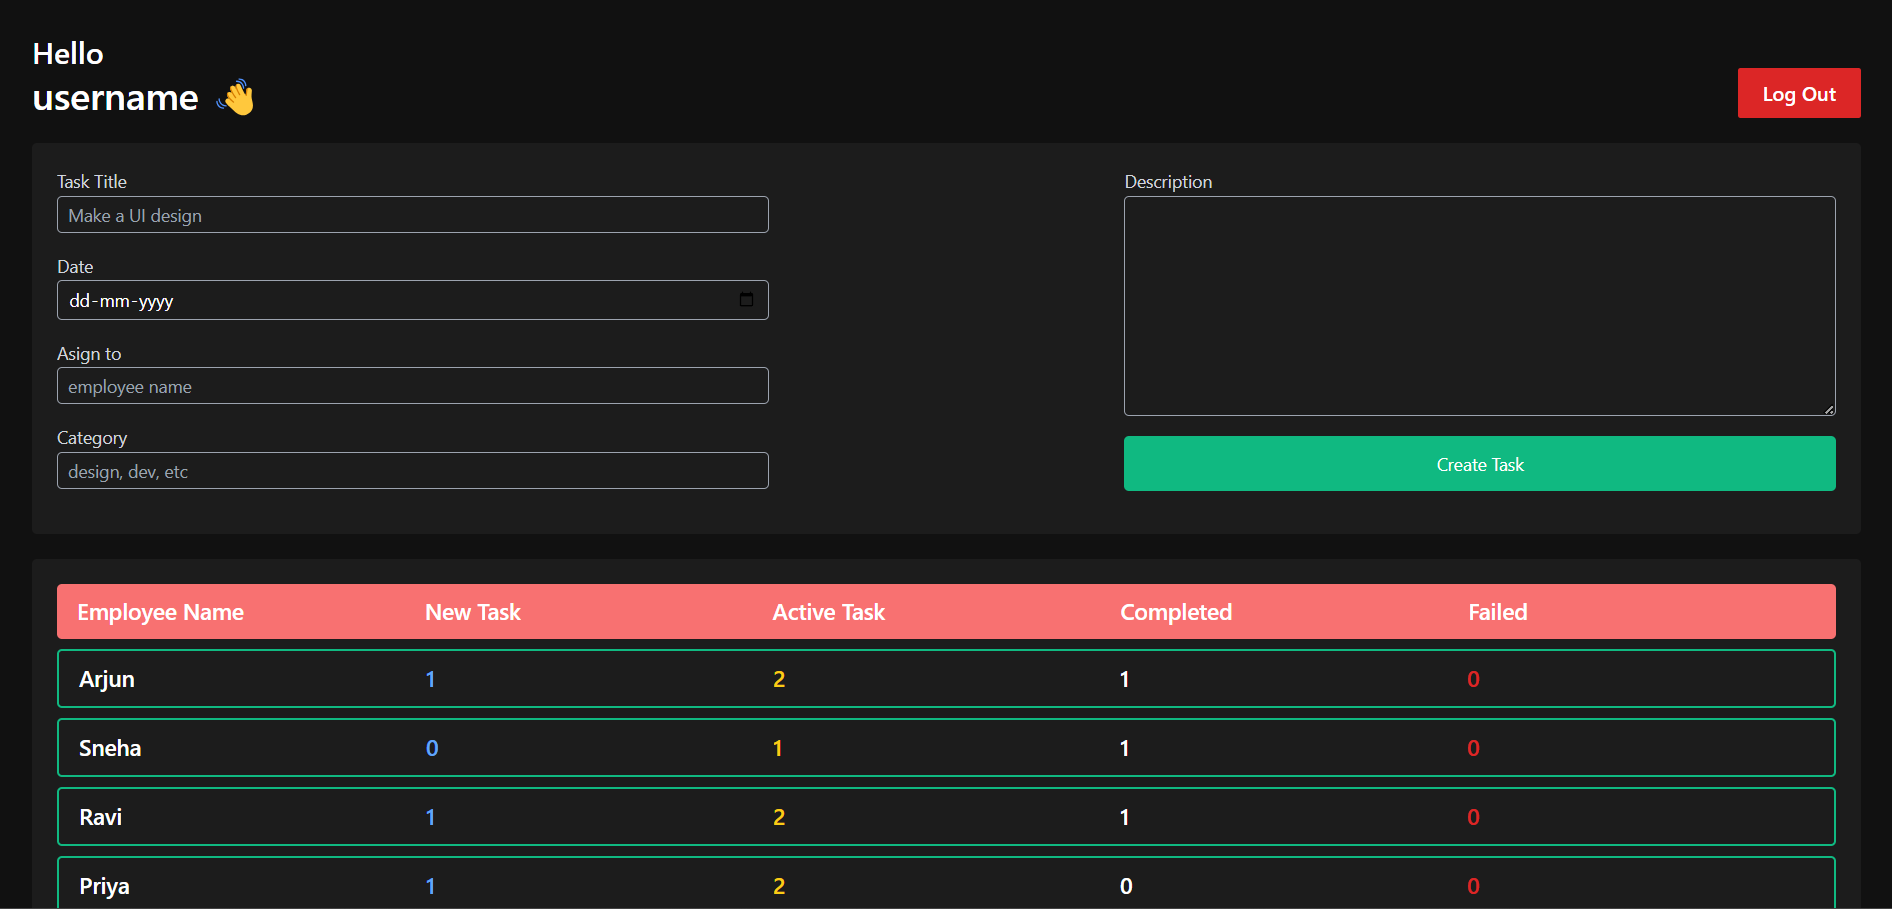 Hello
username 👋
Log Out
Task Title
Make a UI design
Date
dd-mm-yyyy
Asign to
employee name
Category
design, dev, etc
Description
Create Task
Employee Name New Task Active Task Completed Failed
Arjun 1 2 1 0
Sneha 0 1 1 0
Ravi 1 2 1 0
Priya 1 2 0 0